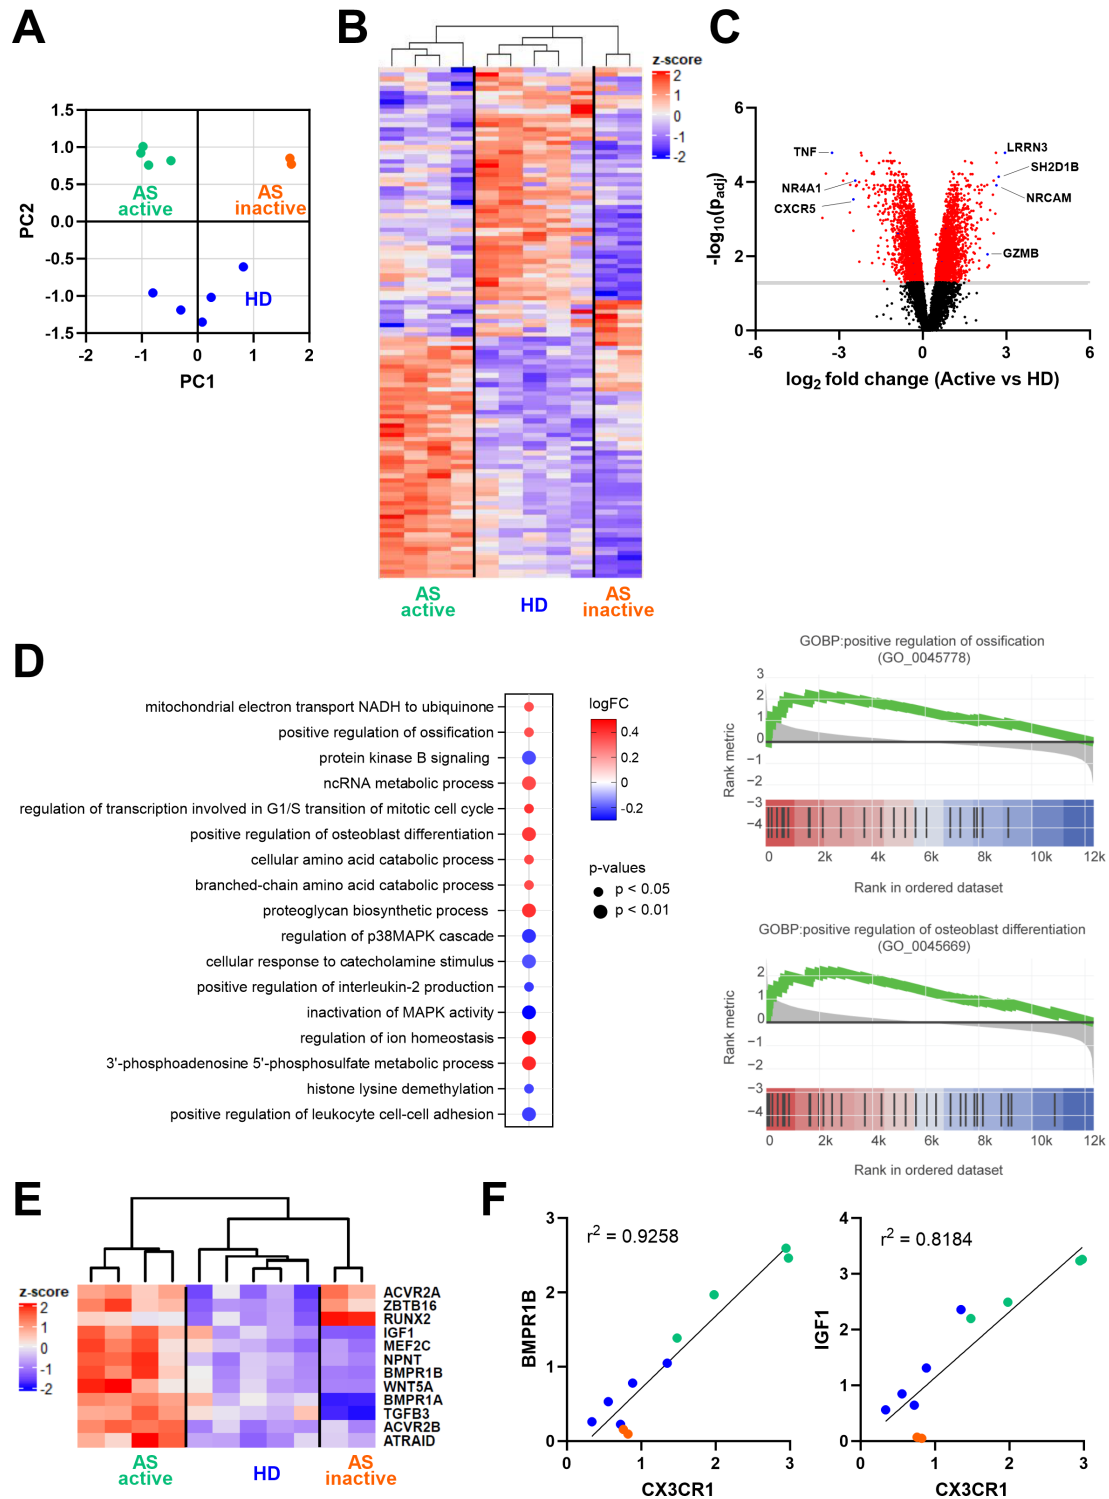 A
1.5
1.0
0.5
0.0
-0.5
-1.0
-1.5
-2
-1
0
1
2
PC2
PC1
AS
active
AS
inactive
HD
B
z-score
2
1
0
-1
-2
AS
active
HD
AS
inactive
C
6
4
2
0
-6
-3
0
3
6
-log10(padj)
log2 fold change (Active vs HD)
TNF
NR4A1
CXCR5
LRRN3
SH2D1B
NRCAM
GZMB
D
mitochondrial electron transport NADH to ubiquinone
positive regulation of ossification
protein kinase B signaling
ncRNA metabolic process
regulation of transcription involved in G1/S transition of mitotic cell cycle
positive regulation of osteoblast differentiation
cellular amino acid catabolic process
branched-chain amino acid catabolic process
proteoglycan biosynthetic process
regulation of p38MAPK cascade
cellular response to catecholamine stimulus
positive regulation of interleukin-2 production
inactivation of MAPK activity
regulation of ion homeostasis
3'-phosphoadenosine 5'-phosphosulfate metabolic process
histone lysine demethylation
positive regulation of leukocyte cell-cell adhesion
logFC
0.4
0.2
0
-0.2
p-values
p < 0.05
p < 0.01
GOBP:positive regulation of ossification
(GO_0045778)
3
2
1
0
−1
−2
−3
−4
Rank metric
0 2k 4k 6k 8k 10k 12k
Rank in ordered dataset
GOBP:positive regulation of osteoblast differentiation
(GO_0045669)
2
1
0
−1
−2
−3
−4
Rank metric
0 2k 4k 6k 8k 10k 12k
Rank in ordered dataset
E
z-score
2
1
0
-1
-2
ACVR2A
ZBTB16
RUNX2
IGF1
MEF2C
NPNT
BMPR1B
WNT5A
BMPR1A
TGFB3
ACVR2B
ATRAID
AS
active
HD
AS
inactive
F
r2 = 0.9258
3
2
1
0
0 1 2 3
BMPR1B
CX3CR1
r2 = 0.8184
4
3
2
1
0
0 1 2 3
IGF1
CX3CR1